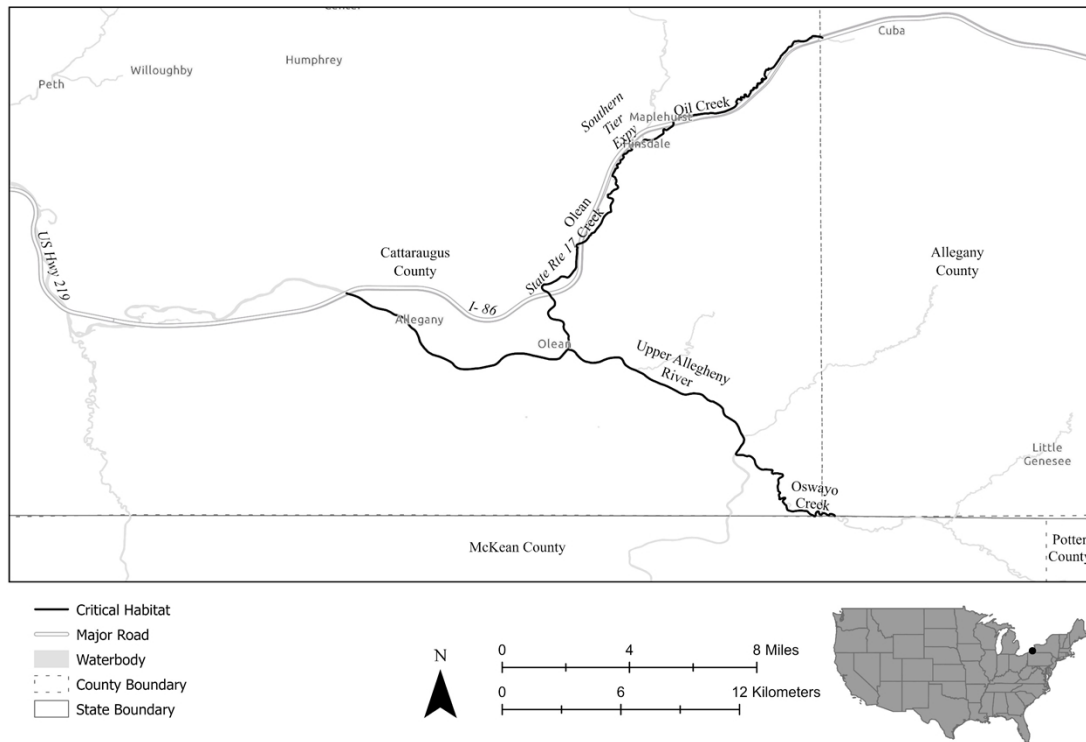 Cuba
Humphrey
Willoughby
Peth
Southern
Tier
Expy
Oil Creek
Maplehurst
Hinsdale
Olean
Creek
State Rte 17
US Hwy 219
Cattaraugus
County
Allegany
County
I- 86
Allegany
Olean
Upper Allegheny
River
Little
Genesee
Oswayo
Creek
McKean County
Potter
County
Critical Habitat
Major Road
Waterbody
County Boundary
State Boundary
N
0 4 8 Miles
0 6 12 Kilometers